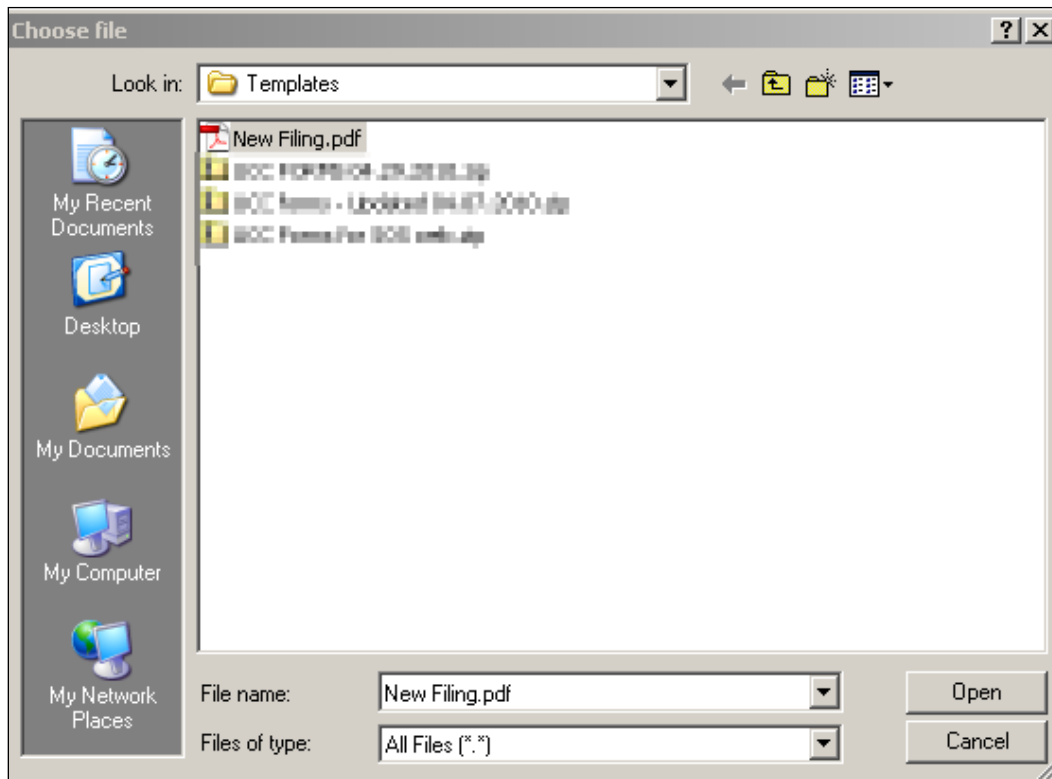 Choose file
Look in:
Templates
New Filing.pdf
My Recent
Documents
Desktop
My Documents
My Computer
My Network
Places
File name:
New Filing.pdf
Open
Files of type:
All Files (*.*)
Cancel